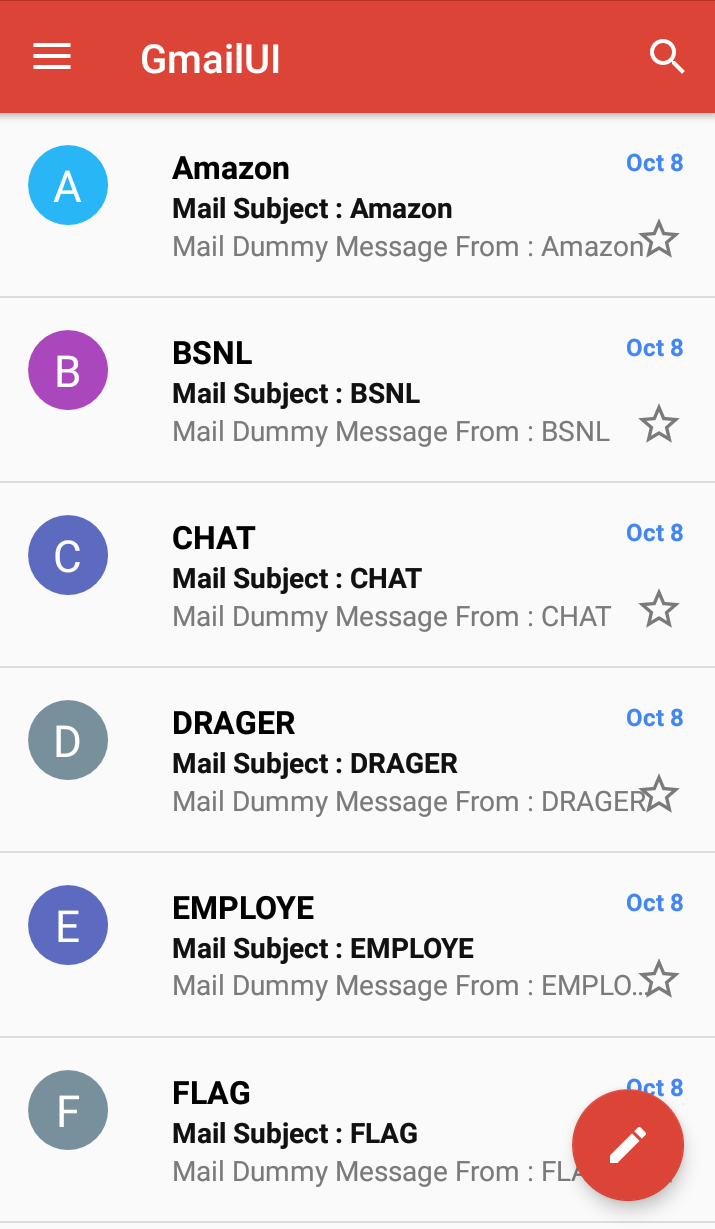 GmailUI
A
Amazon
Oct 8
Mail Subject : Amazon
Mail Dummy Message From : Amazon
B
BSNL
Oct 8
Mail Subject : BSNL
Mail Dummy Message From : BSNL
C
CHAT
Oct 8
Mail Subject : CHAT
Mail Dummy Message From : CHAT
D
DRAGER
Oct 8
Mail Subject : DRAGER
Mail Dummy Message From : DRAGER
E
EMPLOYE
Oct 8
Mail Subject : EMPLOYE
Mail Dummy Message From : EMPLO...
F
FLAG
Oct 8
Mail Subject : FLAG
Mail Dummy Message From :